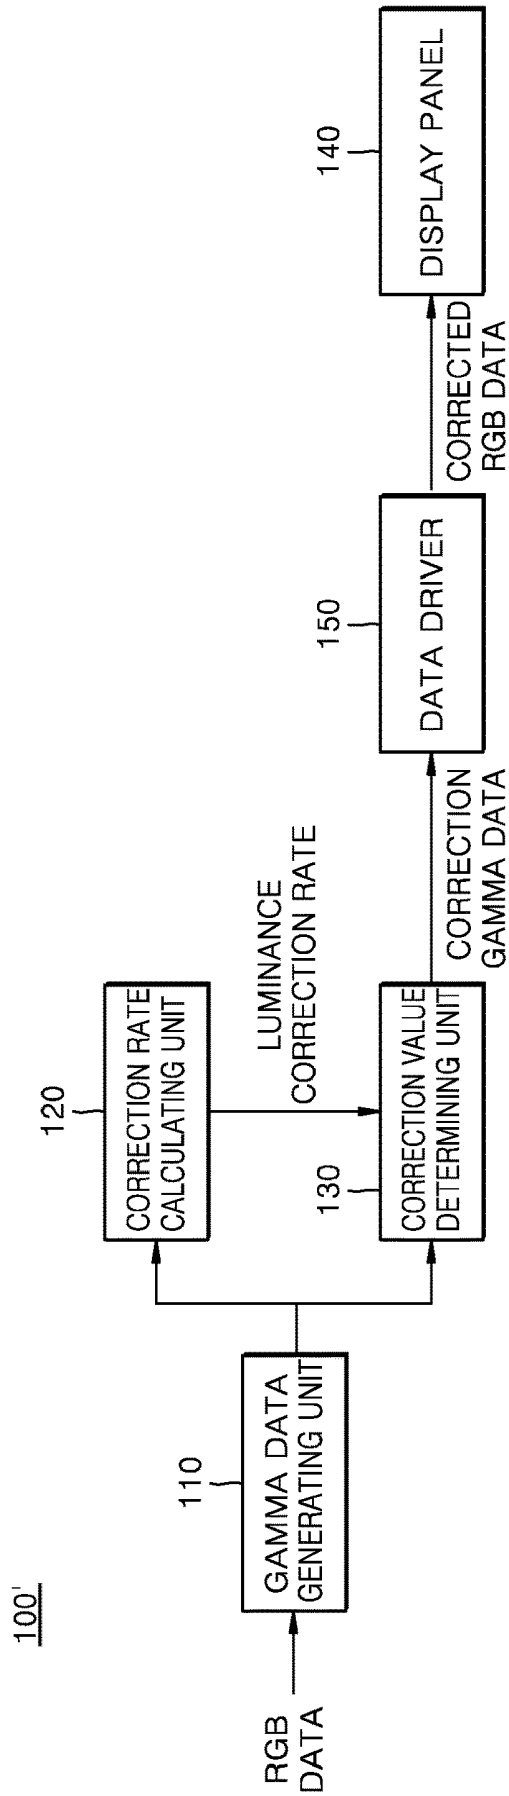 100'
RGB
DATA
110
GAMMA DATA
GENERATING UNIT
120
CORRECTION RATE
CALCULATING UNIT
LUMINANCE
CORRECTION RATE
130
CORRECTION VALUE
DETERMINING UNIT
CORRECTION
GAMMA DATA
150
DATA DRIVER
CORRECTED
RGB DATA
140
DISPLAY PANEL